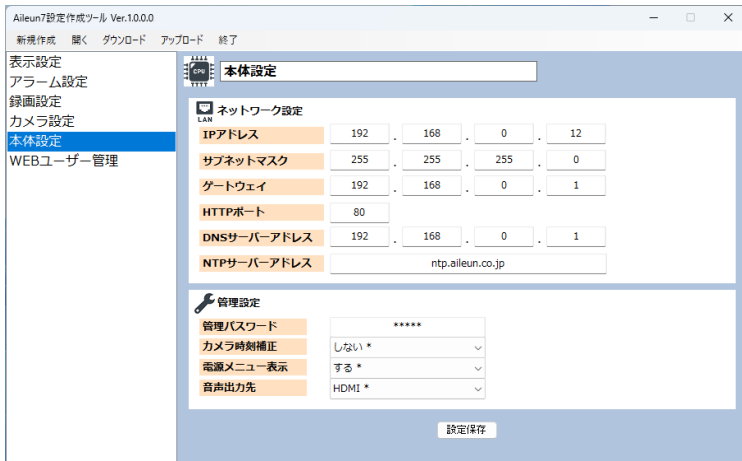 Aileun7設定作成ツール Ver.1.0.0.0
新規作成 開く ダウンロード アップロード 終了
表示設定
アラーム設定
録画設定
カメラ設定
本体設定
WEBユーザー管理
CPU 本体設定
LAN ネットワーク設定
IPアドレス 192 . 168 . 0 . 12
サブネットマスク 255 . 255 . 255 . 0
ゲートウェイ 192 . 168 . 0 . 1
HTTPポート 80
DNSサーバーアドレス 192 . 168 . 0 . 1
NTPサーバーアドレス ntp.aileun.co.jp
管理設定
管理パスワード *****
カメラ時刻補正 しない *
電源メニュー表示 する *
音声出力先 HDMI *
設定保存